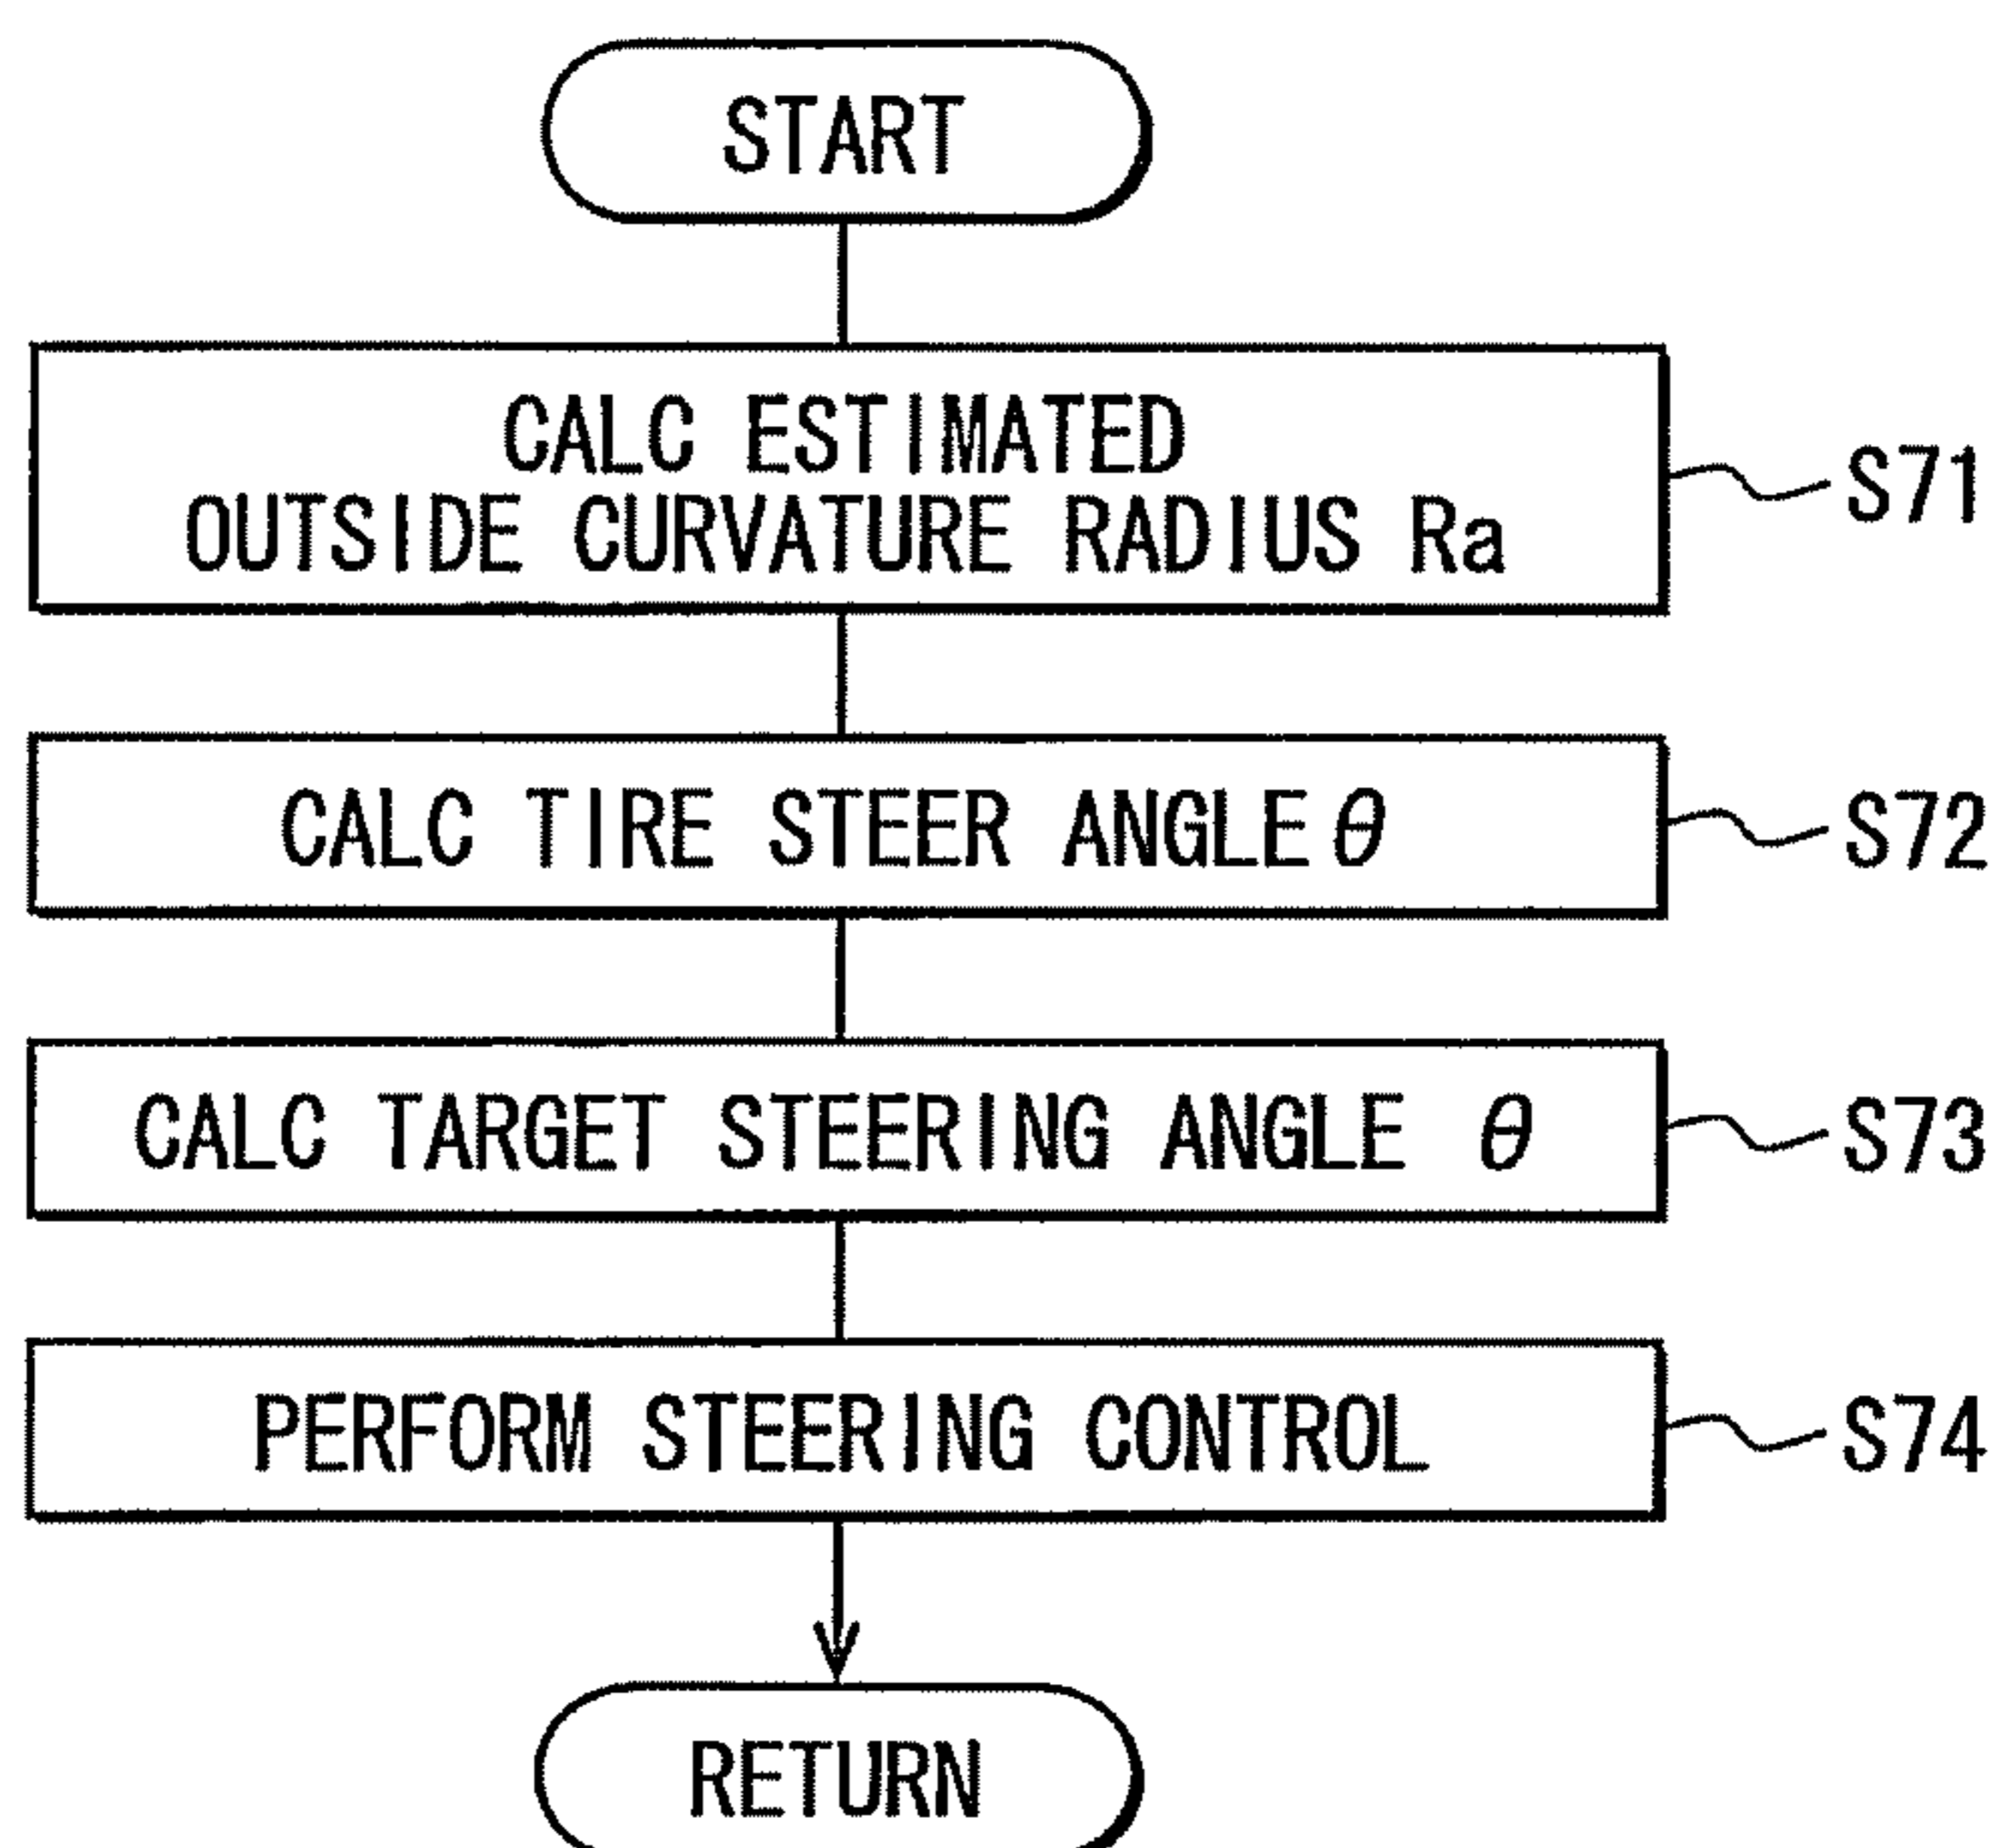 START
CALC ESTIMATED
OUTSIDE CURVATURE RADIUS Ra
S71
CALC TIRE STEER ANGLE θ
S72
CALC TARGET STEERING ANGLE θ
S73
PERFORM STEERING CONTROL
S74
RETURN